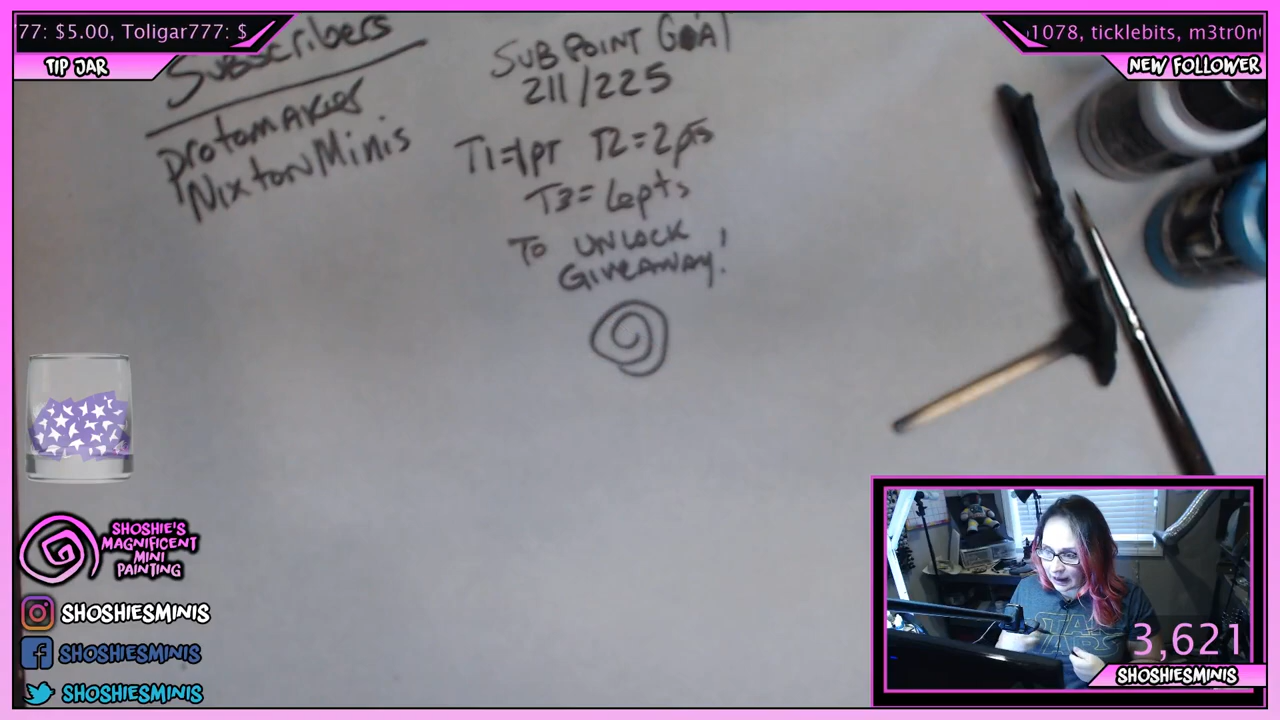 77: $5.00, Toligar777: $
TIP JAR
1078, ticklebits, m3tr0n
NEW FOLLOWER
Subscribers
protomakes
NixtonMinis
SUB POINT GOAL
211/225
T1=1pt T2=2pts
T3=6pts
TO UNLOCK
GIVEAWAY!
SHOSHIE'S
MAGNIFICENT
MINI
PAINTING
SHOSHIESMINIS
SHOSHIESMINIS
SHOSHIESMINIS
3,621
SHOSHIESMINIS